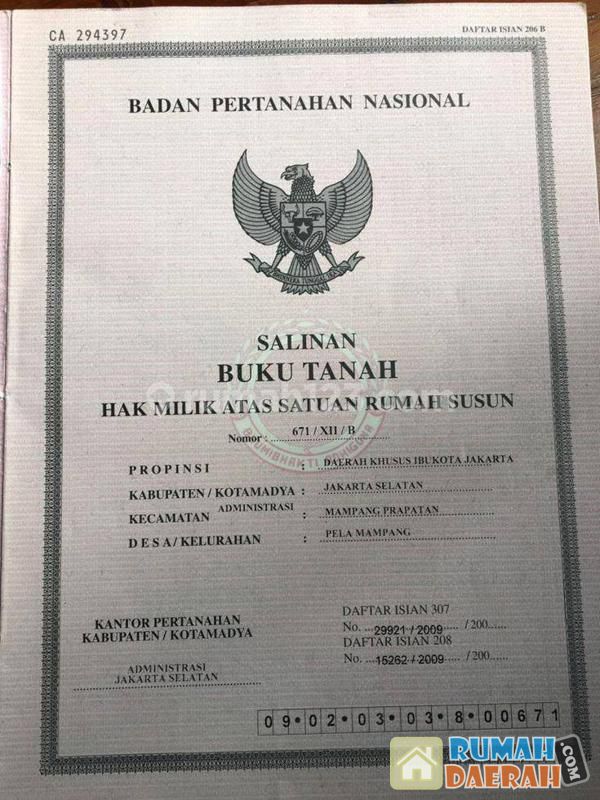 CA 294397
DAFTAR ISIAN 206 B
BADAN PERTANAHAN NASIONAL
BHINNEKA TUNGGAL IKA
SALINAN
BUKU TANAH
HAK MILIK ATAS SATUAN RUMAH SUSUN
Nomor : 671 / XII / B
PROPINSI : DAERAH KHUSUS IBUKOTA JAKARTA
KABUPATEN / KOTAMADYA : JAKARTA SELATAN
ADMINISTRASI
KECAMATAN : MAMPANG PRAPATAN
DESA / KELURAHAN : PELA MAMPANG
KANTOR PERTANAHAN
KABUPATEN / KOTAMADYA
ADMINISTRASI
JAKARTA SELATAN
DAFTAR ISIAN 307
No. ...29921 / 2009...... / 200......
DAFTAR ISIAN 208
No. ...15262 / 2009...... / 200......
09•02•03•03•8•00671
RUMAH
DAERAH.COM